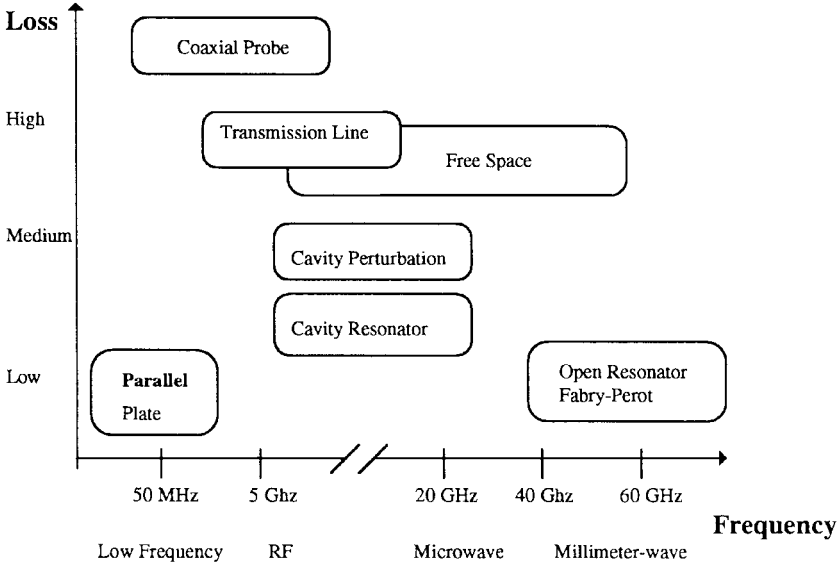 Loss
Coaxial Probe
High
Transmission Line
Free Space
Medium
Cavity Perturbation
Cavity Resonator
Low
Parallel
Plate
Open Resonator
Fabry-Perot
50 MHz
5 Ghz
20 GHz
40 Ghz
60 GHz
Frequency
Low Frequency
RF
Microwave
Millimeter-wave